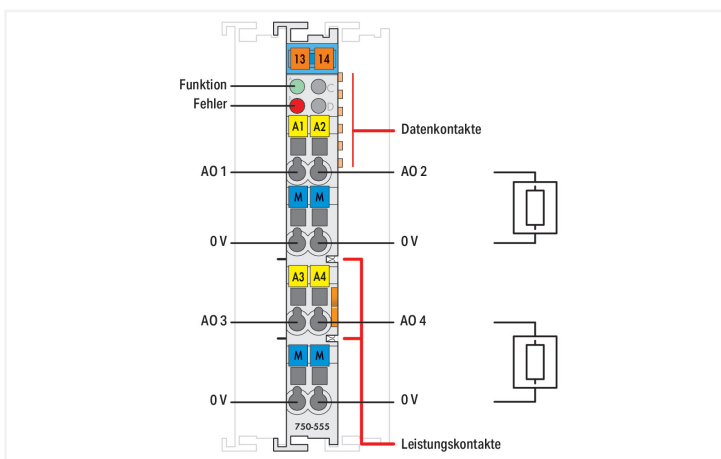 13 14
Funktion
C
Fehler
D
A1 A2
Datenkontakte
AO 1
AO 2
M M
0 V
0 V
A3 A4
AO 3
AO 4
M M
0 V
0 V
750-555
Leistungskontakte